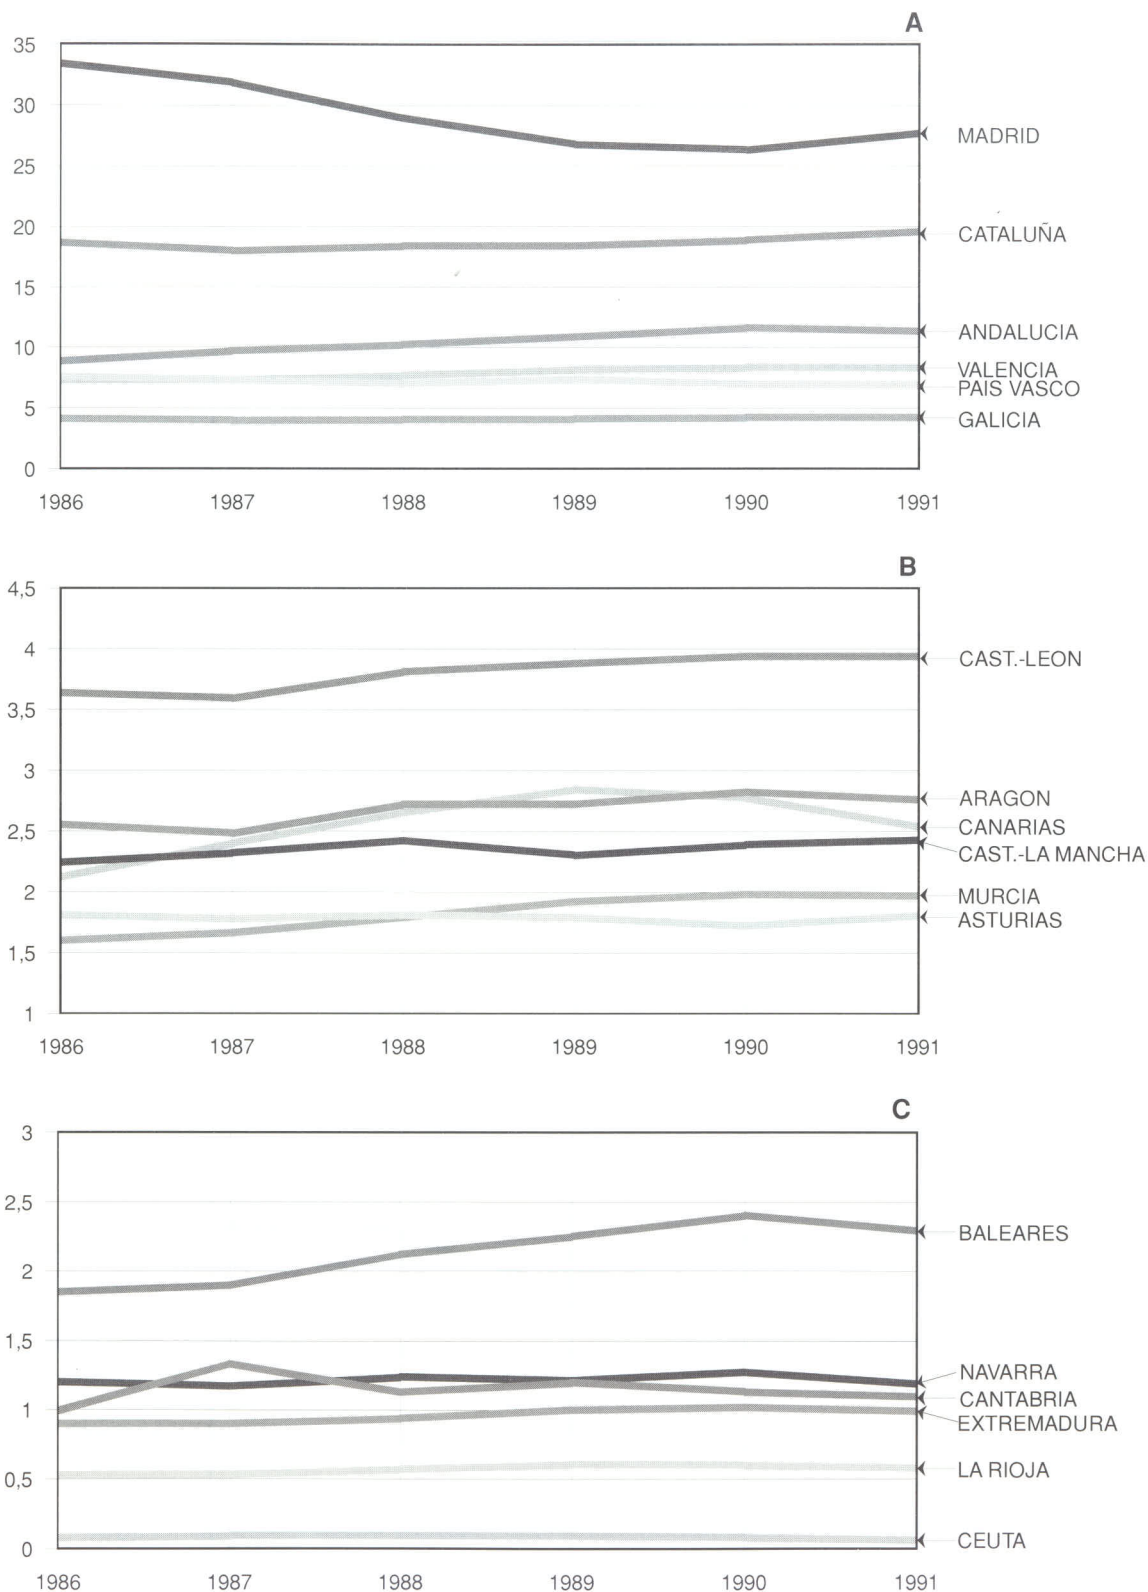 A
35
30
25
20
15
10
5
0
MADRID
CATALUÑA
ANDALUCIA
VALENCIA
PAIS VASCO
GALICIA
1986 1987 1988 1989 1990 1991
B
4,5
4
3,5
3
2,5
2
1,5
1
CAST.-LEON
ARAGON
CANARIAS
CAST.-LA MANCHA
MURCIA
ASTURIAS
1986 1987 1988 1989 1990 1991
C
3
2,5
2
1,5
1
0,5
0
BALEARES
NAVARRA
CANTABRIA
EXTREMADURA
LA RIOJA
CEUTA
1986 1987 1988 1989 1990 1991